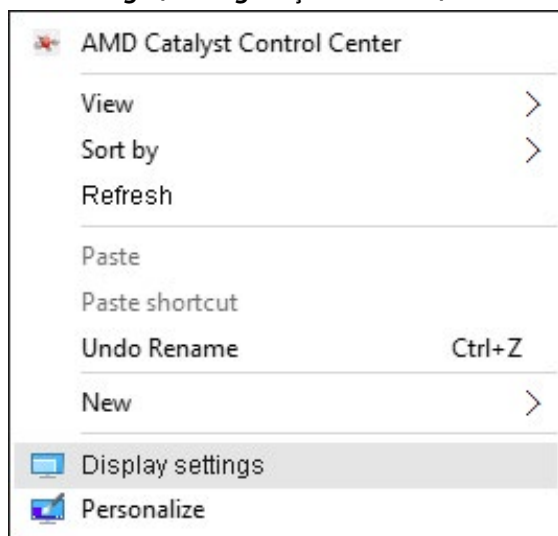 AMD Catalyst Control Center
View
Sort by
Refresh
Paste
Paste shortcut
Undo Rename Ctrl+Z
New
Display settings
Personalize